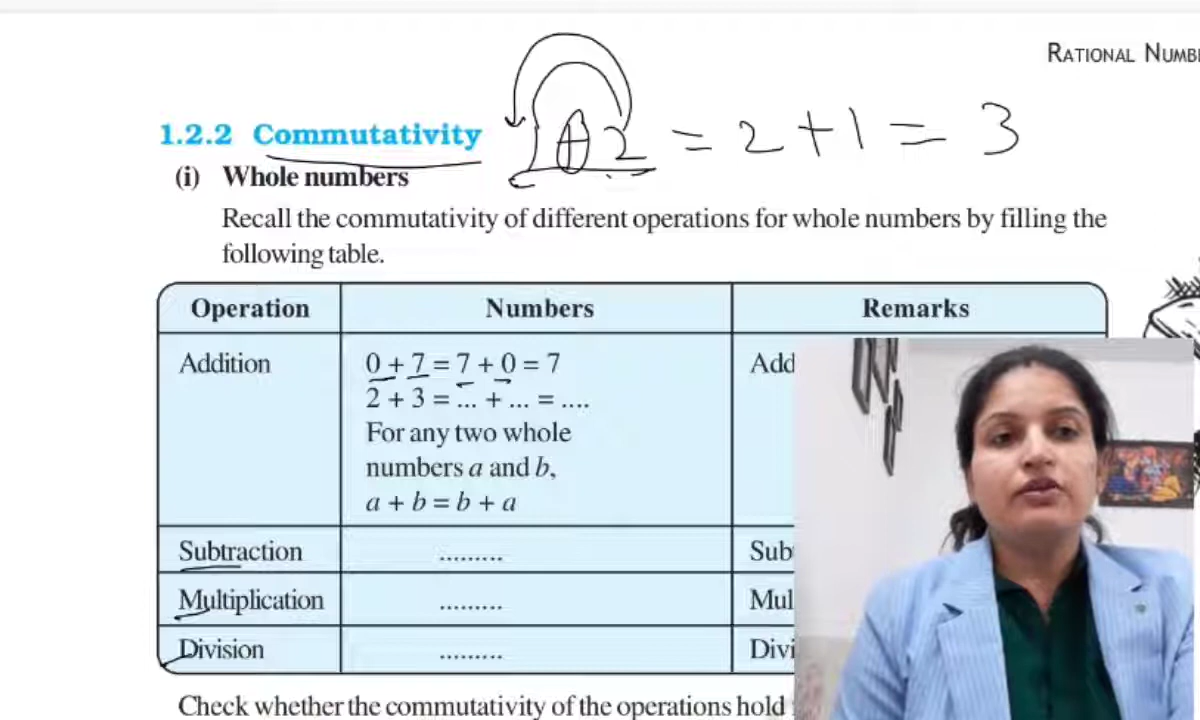 RATIONAL NUMB
1.2.2 Commutativity 1 + 2 = 2 + 1 = 3
(i) Whole numbers
Recall the commutativity of different operations for whole numbers by filling the
following table.
Operation Numbers Remarks
Addition 0 + 7 = 7 + 0 = 7 Add
2 + 3 = ... + ... = ....
For any two whole
numbers a and b,
a + b = b + a
Subtraction ......... Sub
Multiplication ......... Mul
Division ......... Divi
Check whether the commutativity of the operations hold